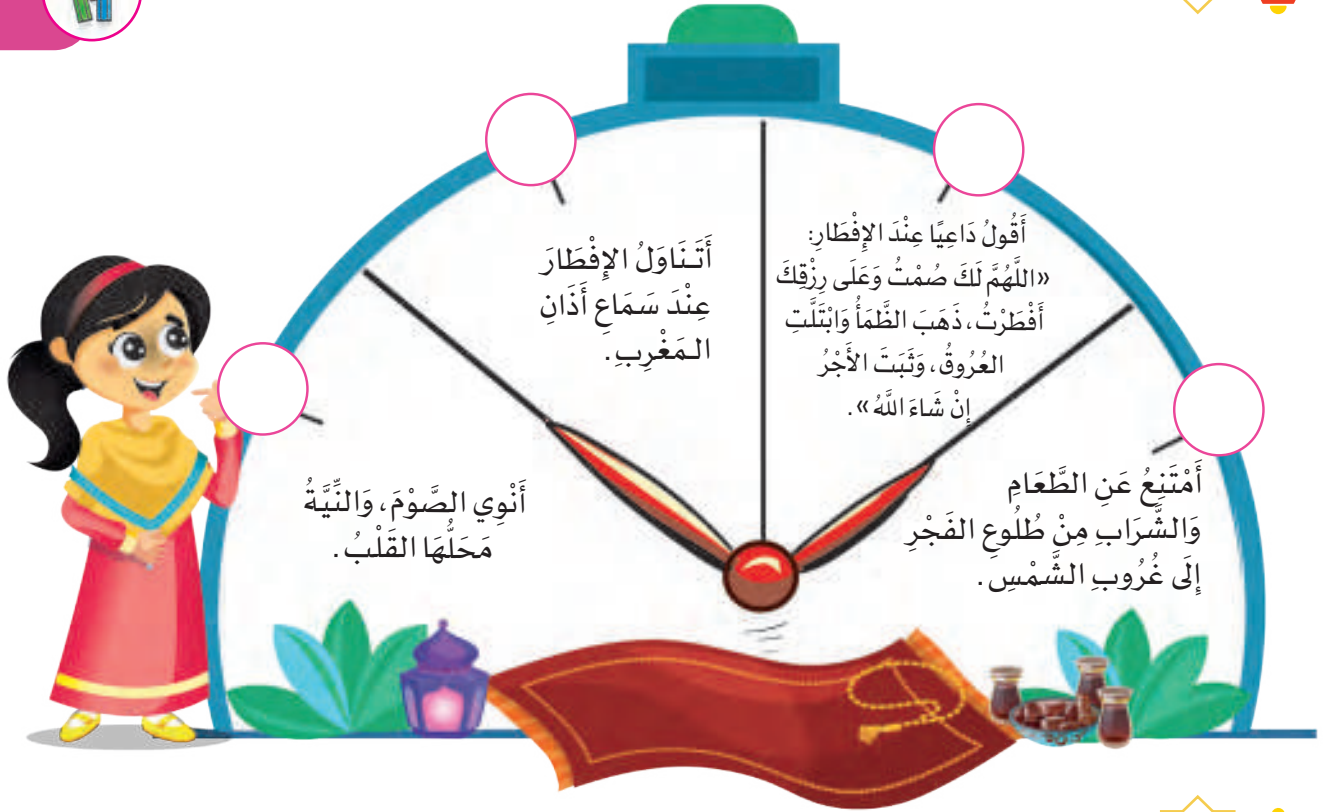 أَقُولُ دَاعِيًا عِنْدَ الإِفْطَارِ:
«اللَّهُمَّ لَكَ صُمْتُ وَعَلَى رِزْقِكَ
أَفْطَرْتُ، ذَهَبَ الظَّمَأُ وَابْتَلَّتِ
العُرُوقُ، وَثَبَتَ الأَجْرُ
إِنْ شَاءَ اللَّهُ».
أَتَنَاوَلُ الإِفْطَارَ
عِنْدَ سَمَاعِ أَذَانِ
المَغْرِبِ.
أَمْتَنِعُ عَنِ الطَّعَامِ
وَالشَّرَابِ مِنْ طُلُوعِ الفَجْرِ
إِلَى غُرُوبِ الشَّمْسِ.
أَنْوِي الصَّوْمَ، وَالنِّيَّةُ
مَحَلُّهَا القَلْبُ.